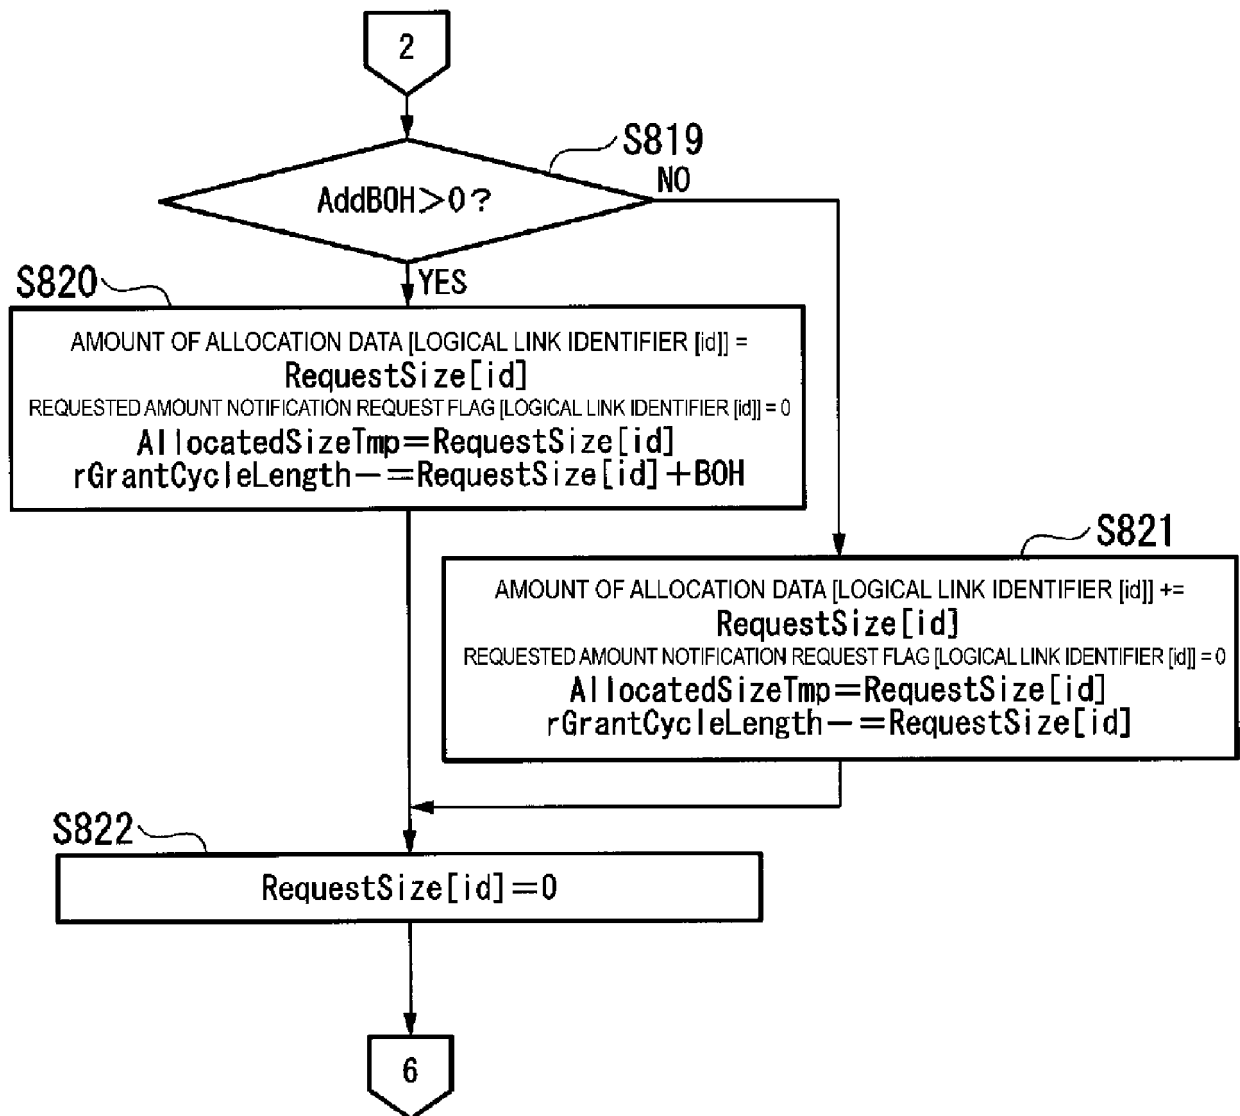 2
S819
AddBOH>0?
NO
YES
S820
AMOUNT OF ALLOCATION DATA [LOGICAL LINK IDENTIFIER [id]] =
RequestSize[id]
REQUESTED AMOUNT NOTIFICATION REQUEST FLAG [LOGICAL LINK IDENTIFIER [id]] = 0
AllocatedSizeTmp=RequestSize[id]
rGrantCycleLength-=RequestSize[id]+BOH
S821
AMOUNT OF ALLOCATION DATA [LOGICAL LINK IDENTIFIER [id]] +=
RequestSize[id]
REQUESTED AMOUNT NOTIFICATION REQUEST FLAG [LOGICAL LINK IDENTIFIER [id]] = 0
AllocatedSizeTmp=RequestSize[id]
rGrantCycleLength-=RequestSize[id]
S822
RequestSize[id]=0
6